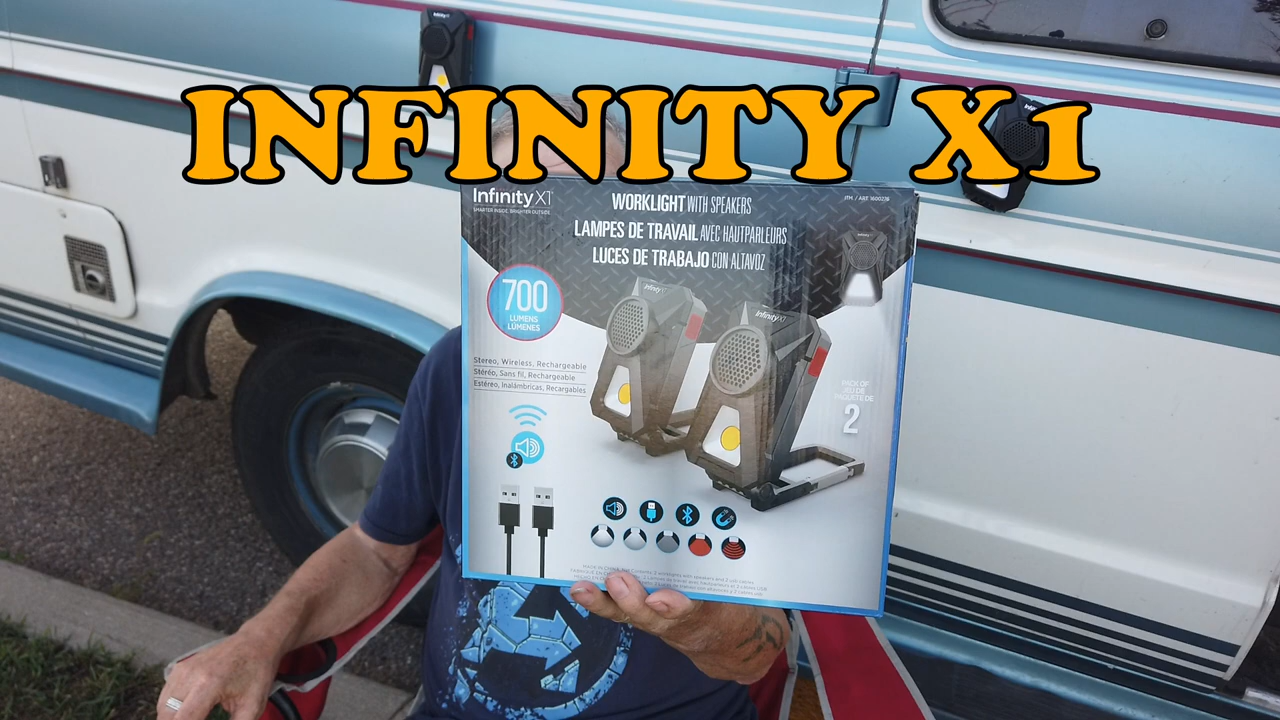 INFINITY X1
Infinity X1
SMARTER INSIDE. BRIGHTER OUTSIDE.
WORKLIGHT WITH SPEAKERS
ITM. / ART. 1600276
LAMPES DE TRAVAIL AVEC HAUTPARLEURS
LUCES DE TRABAJO CON ALTAVOZ
700
LUMENS
LÚMENES
Stereo, Wireless, Rechargeable
Stéréo, Sans fil, Rechargeable
Estéreo, Inalámbricas, Recargables
infinity X1
infinity X1
PACK OF
JEU DE
PAQUETE DE
2